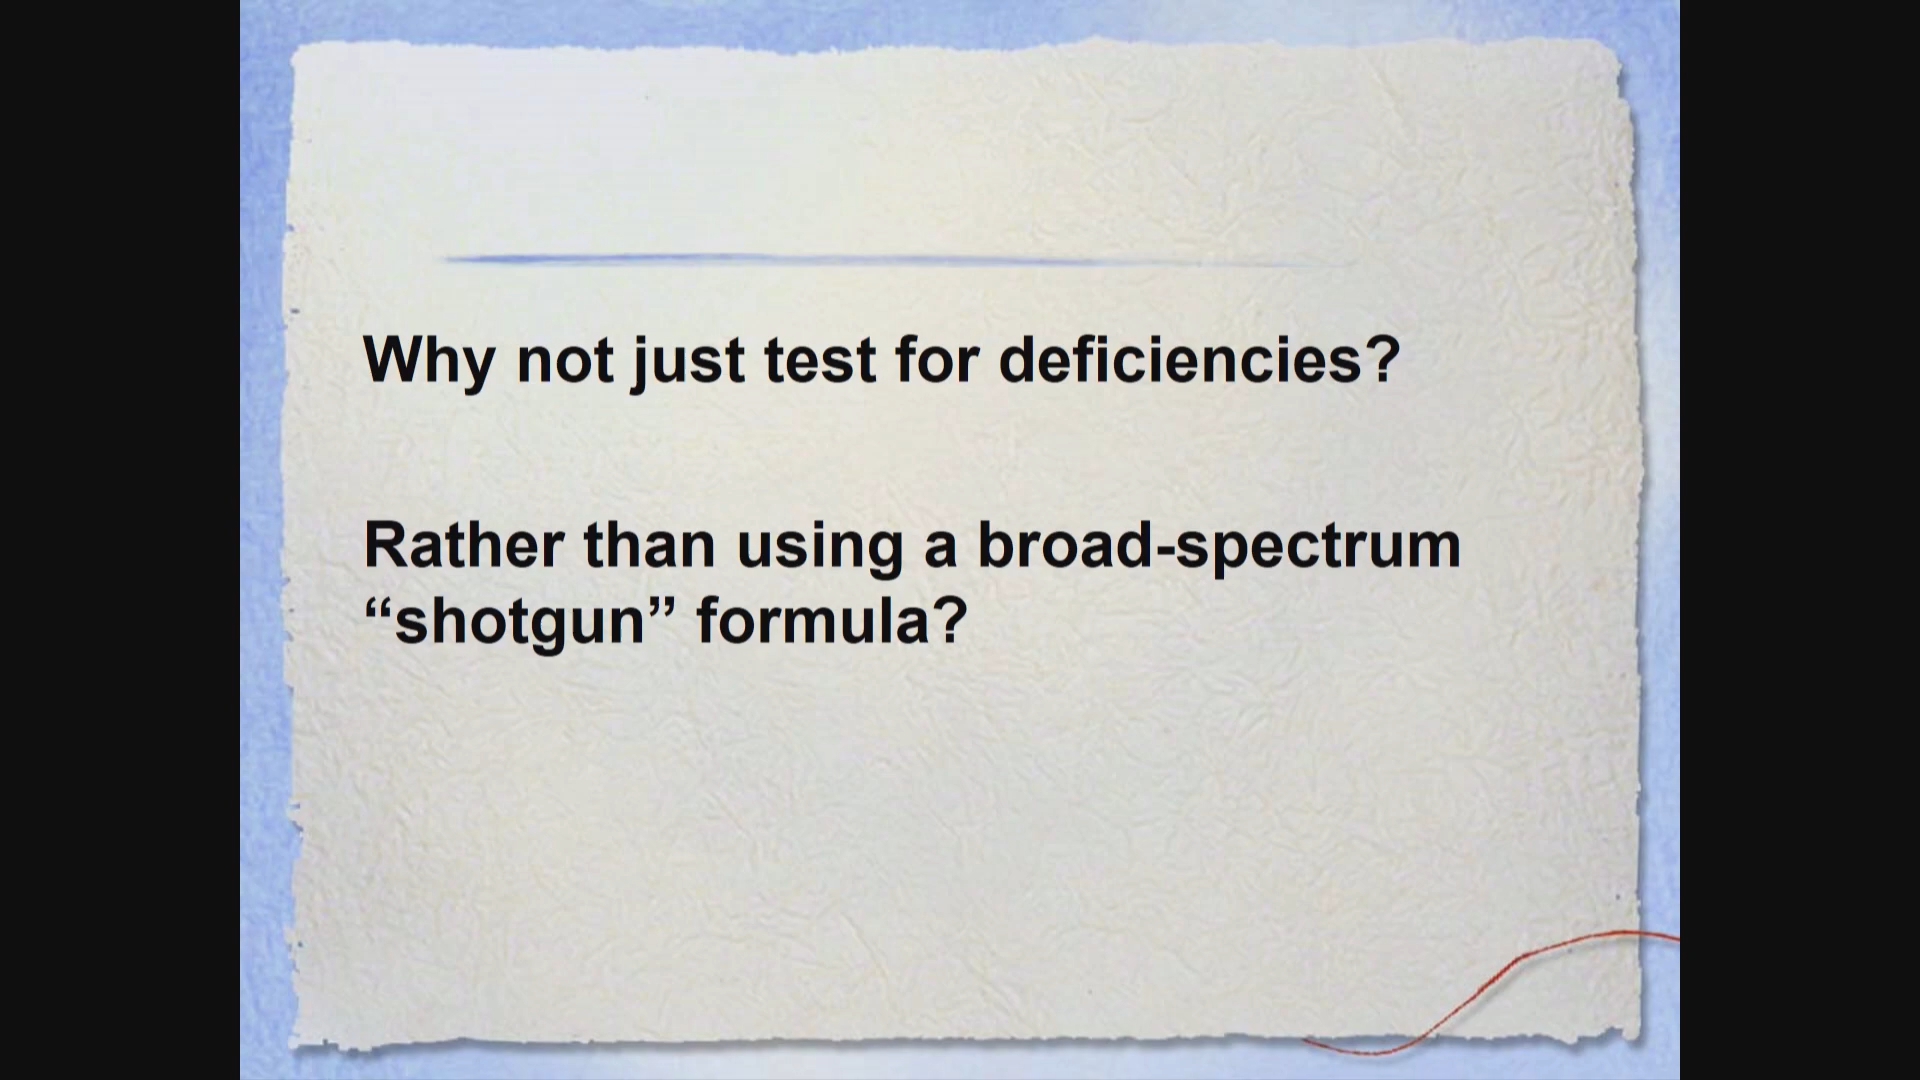 Why not just test for deficiencies?
Rather than using a broad-spectrum
“shotgun” formula?